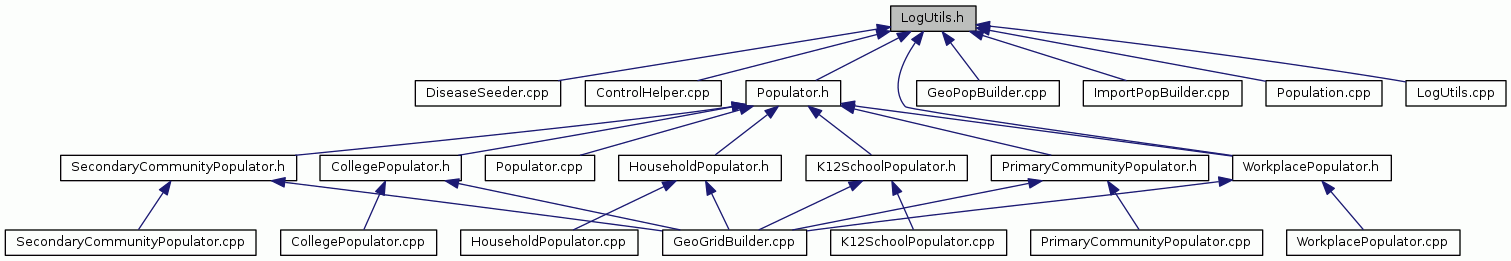 LogUtils.h
DiseaseSeeder.cpp
ControlHelper.cpp
Populator.h
GeoPopBuilder.cpp
ImportPopBuilder.cpp
Population.cpp
LogUtils.cpp
SecondaryCommunityPopulator.h
CollegePopulator.h
Populator.cpp
HouseholdPopulator.h
K12SchoolPopulator.h
PrimaryCommunityPopulator.h
WorkplacePopulator.h
SecondaryCommunityPopulator.cpp
CollegePopulator.cpp
HouseholdPopulator.cpp
GeoGridBuilder.cpp
K12SchoolPopulator.cpp
PrimaryCommunityPopulator.cpp
WorkplacePopulator.cpp